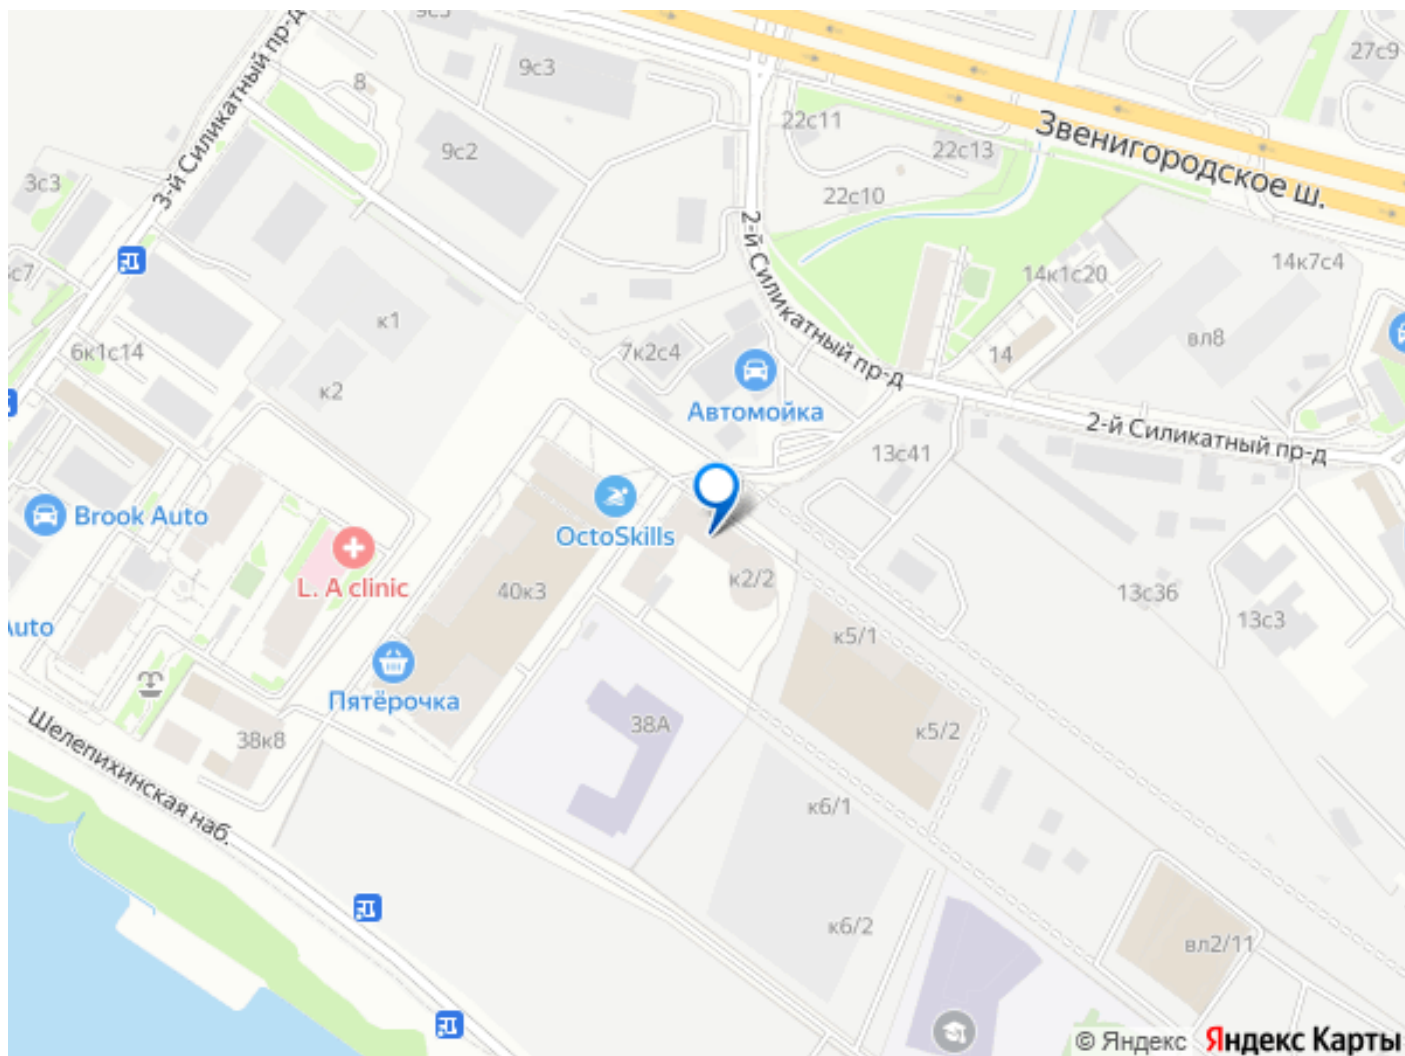 9с3
Звенигородское ш.
27с9
3-й Силикатный пр-д
8
9с2
22с11
22с13
22с10
3с3
2-й Силикатный пр-д
14к1с20
14к7с4
к1
6к1с14
к2
7к2с4
14
вл8
Автомойка
2-й Силикатный пр-д
13с41
Brook Auto
OctoSkills
L. A clinic
40к3
к2/2
13с36
13с3
Auto
к5/1
Пятёрочка
38А
к5/2
38к8
Шелепихинская наб.
к6/1
к6/2
вл2/11
© Яндекс Яндекс Карты